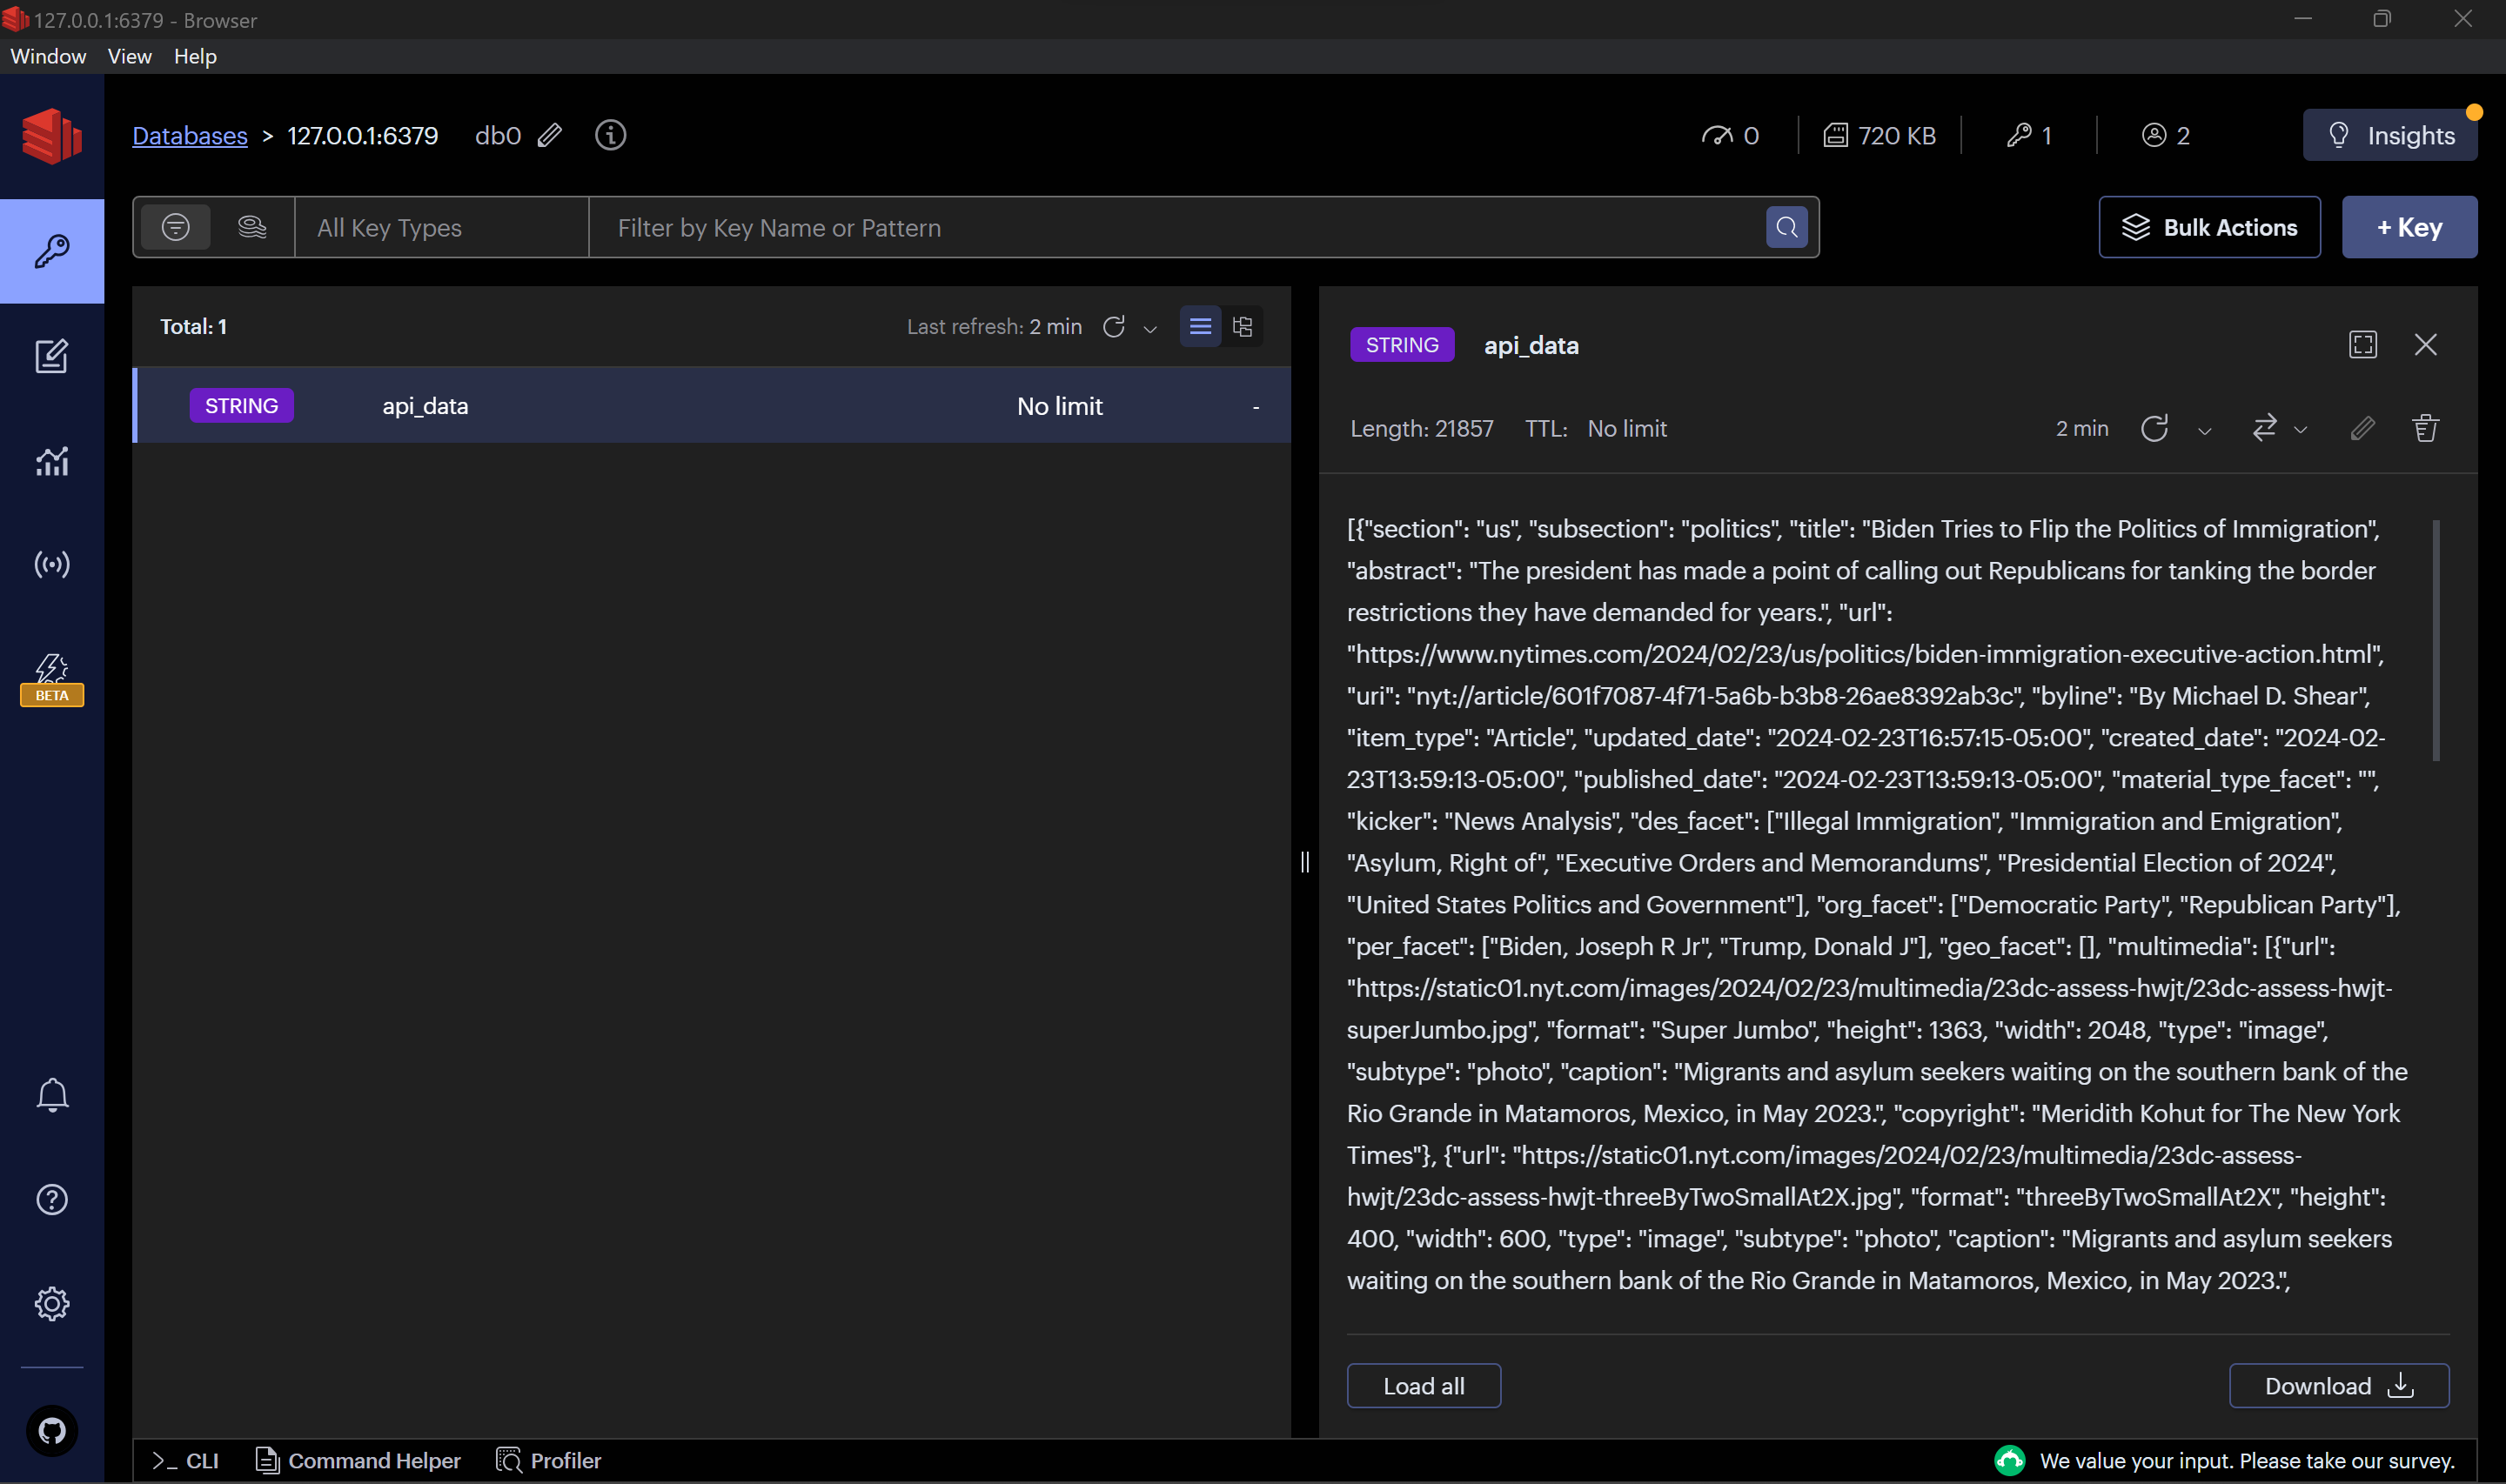 127.0.0.1:6379 - Browser
Window View Help
Databases > 127.0.0.1:6379 db0 0 720 KB 1 2 Insights
All Key Types Filter by Key Name or Pattern Bulk Actions + Key
Total: 1 Last refresh: 2 min
STRING api_data No limit -
STRING api_data
Length: 21857 TTL: No limit 2 min
[{"section": "us", "subsection": "politics", "title": "Biden Tries to Flip the Politics of Immigration",
"abstract": "The president has made a point of calling out Republicans for tanking the border
restrictions they have demanded for years.", "url":
"https://www.nytimes.com/2024/02/23/us/politics/biden-immigration-executive-action.html",
"uri": "nyt://article/601f7087-4f71-5a6b-b3b8-26ae8392ab3c", "byline": "By Michael D. Shear",
"item_type": "Article", "updated_date": "2024-02-23T16:57:15-05:00", "created_date": "2024-02-
23T13:59:13-05:00", "published_date": "2024-02-23T13:59:13-05:00", "material_type_facet": "",
"kicker": "News Analysis", "des_facet": ["Illegal Immigration", "Immigration and Emigration",
"Asylum, Right of", "Executive Orders and Memorandums", "Presidential Election of 2024",
"United States Politics and Government"], "org_facet": ["Democratic Party", "Republican Party"],
"per_facet": ["Biden, Joseph R Jr", "Trump, Donald J"], "geo_facet": [], "multimedia": [{"url":
"https://static01.nyt.com/images/2024/02/23/multimedia/23dc-assess-hwjt/23dc-assess-hwjt-
superJumbo.jpg", "format": "Super Jumbo", "height": 1363, "width": 2048, "type": "image",
"subtype": "photo", "caption": "Migrants and asylum seekers waiting on the southern bank of the
Rio Grande in Matamoros, Mexico, in May 2023.", "copyright": "Meridith Kohut for The New York
Times"}, {"url": "https://static01.nyt.com/images/2024/02/23/multimedia/23dc-assess-
hwjt/23dc-assess-hwjt-threeByTwoSmallAt2X.jpg", "format": "threeByTwoSmallAt2X", "height":
400, "width": 600, "type": "image", "subtype": "photo", "caption": "Migrants and asylum seekers
waiting on the southern bank of the Rio Grande in Matamoros, Mexico, in May 2023.",
Load all Download
BETA
>_ CLI Command Helper Profiler We value your input. Please take our survey.